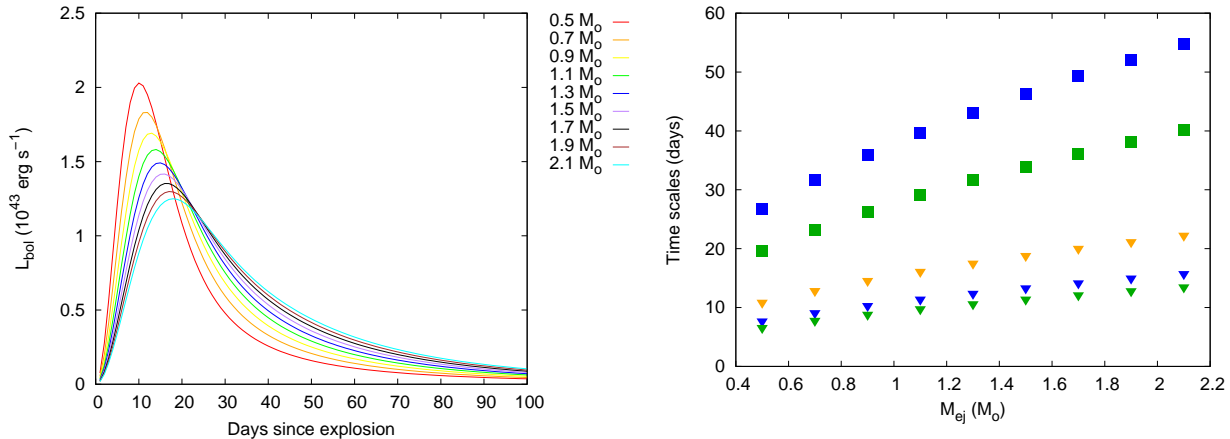 2.5
2
1.5
1
0.5
0
0 10 20 30 40 50 60 70 80 90 100
L_bol (10^43 erg s^-1)
Days since explosion
0.5 M_o
0.7 M_o
0.9 M_o
1.1 M_o
1.3 M_o
1.5 M_o
1.7 M_o
1.9 M_o
2.1 M_o
60
50
40
30
20
10
0
0.4 0.6 0.8 1 1.2 1.4 1.6 1.8 2 2.2
Time scales (days)
M_ej (M_o)